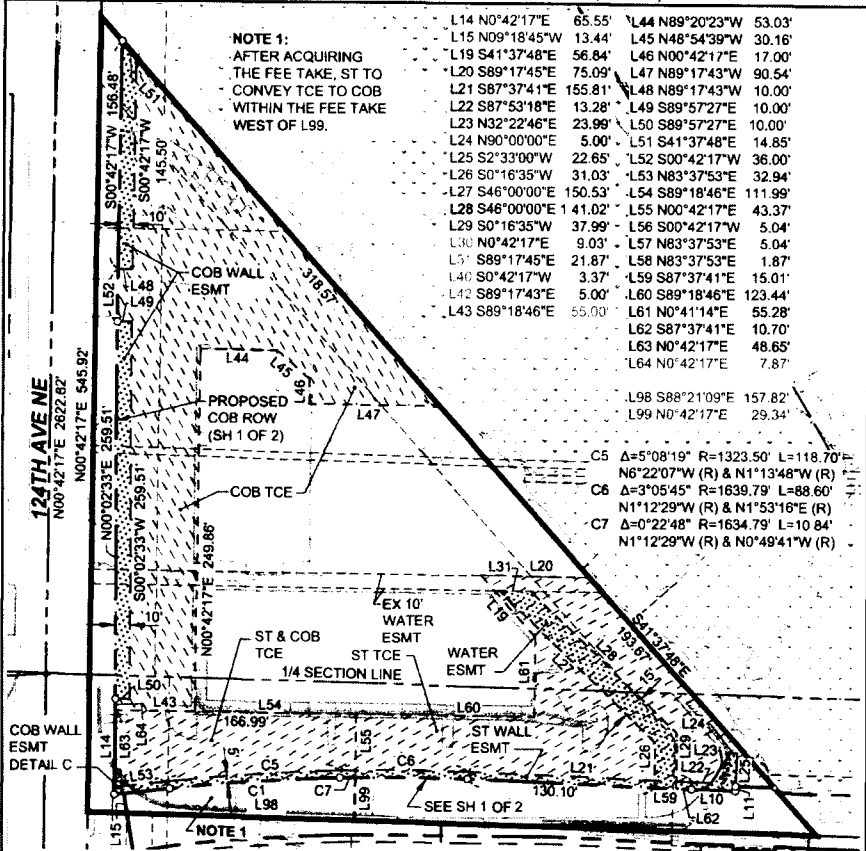 NOTE 1:
AFTER ACQUIRING
THE FEE TAKE, ST TO
CONVEY TCE TO COB
WITHIN THE FEE TAKE
WEST OF L99.
L14 N0°42'17"E 65.55'
L15 N09°18'45"W 13.44'
L19 S41°37'48"E 56.84'
L20 S89°17'45"E 75.09'
L21 S87°37'41"E 155.81'
L22 S87°53'18"E 13.28'
L23 N32°22'46"E 23.99'
L24 N90°00'00"E 5.00'
L25 S2°33'00"W 22.65'
L26 S0°16'35"W 31.03'
L27 S46°00'00"E 150.53'
L28 S46°00'00"E 141.02'
L29 S0°16'35"W 37.99'
L30 N0°42'17"E 9.03'
L31 S89°17'45"E 21.87'
L40 S0°42'17"W 3.37'
L42 S89°17'43"E 5.00'
L43 S89°18'46"E 55.00'
L44 N89°20'23"W 53.03'
L45 N48°54'39"W 30.16'
L46 N00°42'17"E 17.00'
L47 N89°17'43"W 90.54'
L48 N89°17'43"W 10.00'
L49 S89°57'27"E 10.00'
L50 S89°57'27"E 10.00'
L51 S41°37'48"E 14.85'
L52 S00°42'17"W 36.00'
L53 N83°37'53"E 32.94'
L54 S89°18'46"E 111.99'
L55 N00°42'17"E 43.37'
L56 S00°42'17"W 5.04'
L57 N83°37'53"E 5.04'
L58 N83°37'53"E 1.87'
L59 S87°37'41"E 15.01'
L60 S89°18'46"E 123.44'
L61 N0°41'14"E 55.28'
L62 S87°37'41"E 10.70'
L63 N0°42'17"E 48.65'
L64 N0°42'17"E 7.87'
L98 S88°21'09"E 157.82'
L99 N0°42'17"E 29.34'
C5 Δ=5°08'19" R=1323.50' L=118.70'
N6°22'07"W (R) & N1°13'48"W (R)
C6 Δ=3°05'45" R=1639.79' L=88.60'
N1°12'29"W (R) & N1°53'16"E (R)
C7 Δ=0°22'48" R=1634.79' L=10.84'
N1°12'29"W (R) & N0°49'41"W (R)
L51
S00°42'17"W 156.48'
S00°42'17"W
145.50'
10'
COB WALL
ESMT
L48
L49
L52
318.57'
L44
L45
L46
L47
PROPOSED
COB ROW
(SH 1 OF 2)
COB TCE
124TH AVE NE
N00°42'17"E 2622.62'
N00°42'17"E 545.92'
N00°02'33"E 259.51'
S00°02'33"W 259.51'
N00°42'17"E 249.86'
10'
L31
L20
EX 10'
WATER
ESMT
L19
L28
L27
S41°37'48"E
193.67'
ST & COB
TCE
ST TCE
WATER
ESMT
1/4 SECTION LINE
L61
15'
L50
L43
L54
166.99'
L60
COB WALL
ESMT
DETAIL C
L14
L63
L64
L55
ST WALL
ESMT
L24
L23
L22
L29
L26
L25
L53
5'
C5
C6
L21
C1
C7
130.10'
L59
L10
L11
L98
L99
SEE SH 1 OF 2
L62
L15
NOTE 1